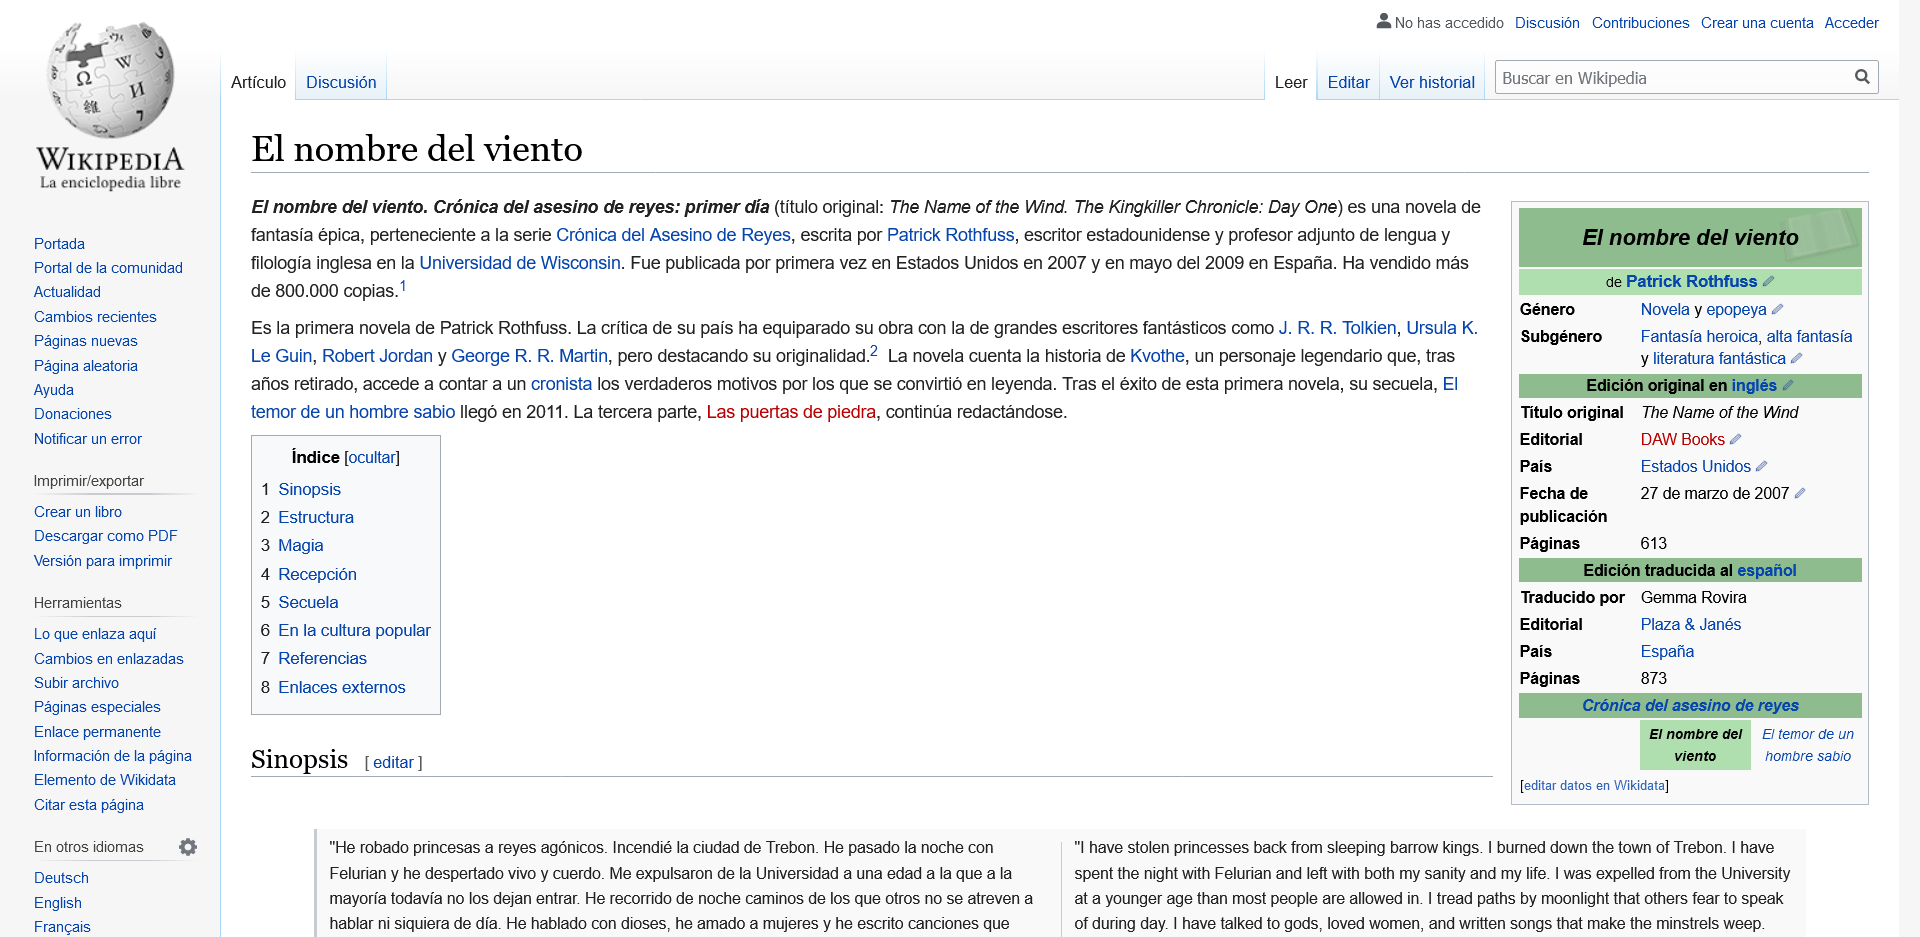 No has accedido Discusión Contribuciones Crear una cuenta Acceder
Artículo Discusión Leer Editar Ver historial Buscar en Wikipedia
WIKIPEDIA
La enciclopedia libre
Portada
Portal de la comunidad
Actualidad
Cambios recientes
Páginas nuevas
Página aleatoria
Ayuda
Donaciones
Notificar un error
Imprimir/exportar
Crear un libro
Descargar como PDF
Versión para imprimir
Herramientas
Lo que enlaza aquí
Cambios en enlazadas
Subir archivo
Páginas especiales
Enlace permanente
Información de la página
Elemento de Wikidata
Citar esta página
En otros idiomas
Deutsch
English
Français
El nombre del viento
El nombre del viento. Crónica del asesino de reyes: primer día (título original: The Name of the Wind. The Kingkiller Chronicle: Day One) es una novela de
fantasía épica, perteneciente a la serie Crónica del Asesino de Reyes, escrita por Patrick Rothfuss, escritor estadounidense y profesor adjunto de lengua y
filología inglesa en la Universidad de Wisconsin. Fue publicada por primera vez en Estados Unidos en 2007 y en mayo del 2009 en España. Ha vendido más
de 800.000 copias.1
Es la primera novela de Patrick Rothfuss. La crítica de su país ha equiparado su obra con la de grandes escritores fantásticos como J. R. R. Tolkien, Ursula K.
Le Guin, Robert Jordan y George R. R. Martin, pero destacando su originalidad.2 La novela cuenta la historia de Kvothe, un personaje legendario que, tras
años retirado, accede a contar a un cronista los verdaderos motivos por los que se convirtió en leyenda. Tras el éxito de esta primera novela, su secuela, El
temor de un hombre sabio llegó en 2011. La tercera parte, Las puertas de piedra, continúa redactándose.
Índice [ocultar]
1 Sinopsis
2 Estructura
3 Magia
4 Recepción
5 Secuela
6 En la cultura popular
7 Referencias
8 Enlaces externos
El nombre del viento
de Patrick Rothfuss
Género Novela y epopeya
Subgénero Fantasía heroica, alta fantasía
y literatura fantástica
Edición original en inglés
Título original The Name of the Wind
Editorial DAW Books
País Estados Unidos
Fecha de 27 de marzo de 2007
publicación
Páginas 613
Edición traducida al español
Traducido por Gemma Rovira
Editorial Plaza & Janés
País España
Páginas 873
Crónica del asesino de reyes
El nombre del El temor de un
viento hombre sabio
[editar datos en Wikidata]
Sinopsis [ editar ]
"He robado princesas a reyes agónicos. Incendié la ciudad de Trebon. He pasado la noche con
Felurian y he despertado vivo y cuerdo. Me expulsaron de la Universidad a una edad a la que a la
mayoría todavía no los dejan entrar. He recorrido de noche caminos de los que otros no se atreven a
hablar ni siquiera de día. He hablado con dioses, he amado a mujeres y he escrito canciones que
"I have stolen princesses back from sleeping barrow kings. I burned down the town of Trebon. I have
spent the night with Felurian and left with both my sanity and my life. I was expelled from the University
at a younger age than most people are allowed in. I tread paths by moonlight that others fear to speak
of during day. I have talked to gods, loved women, and written songs that make the minstrels weep.